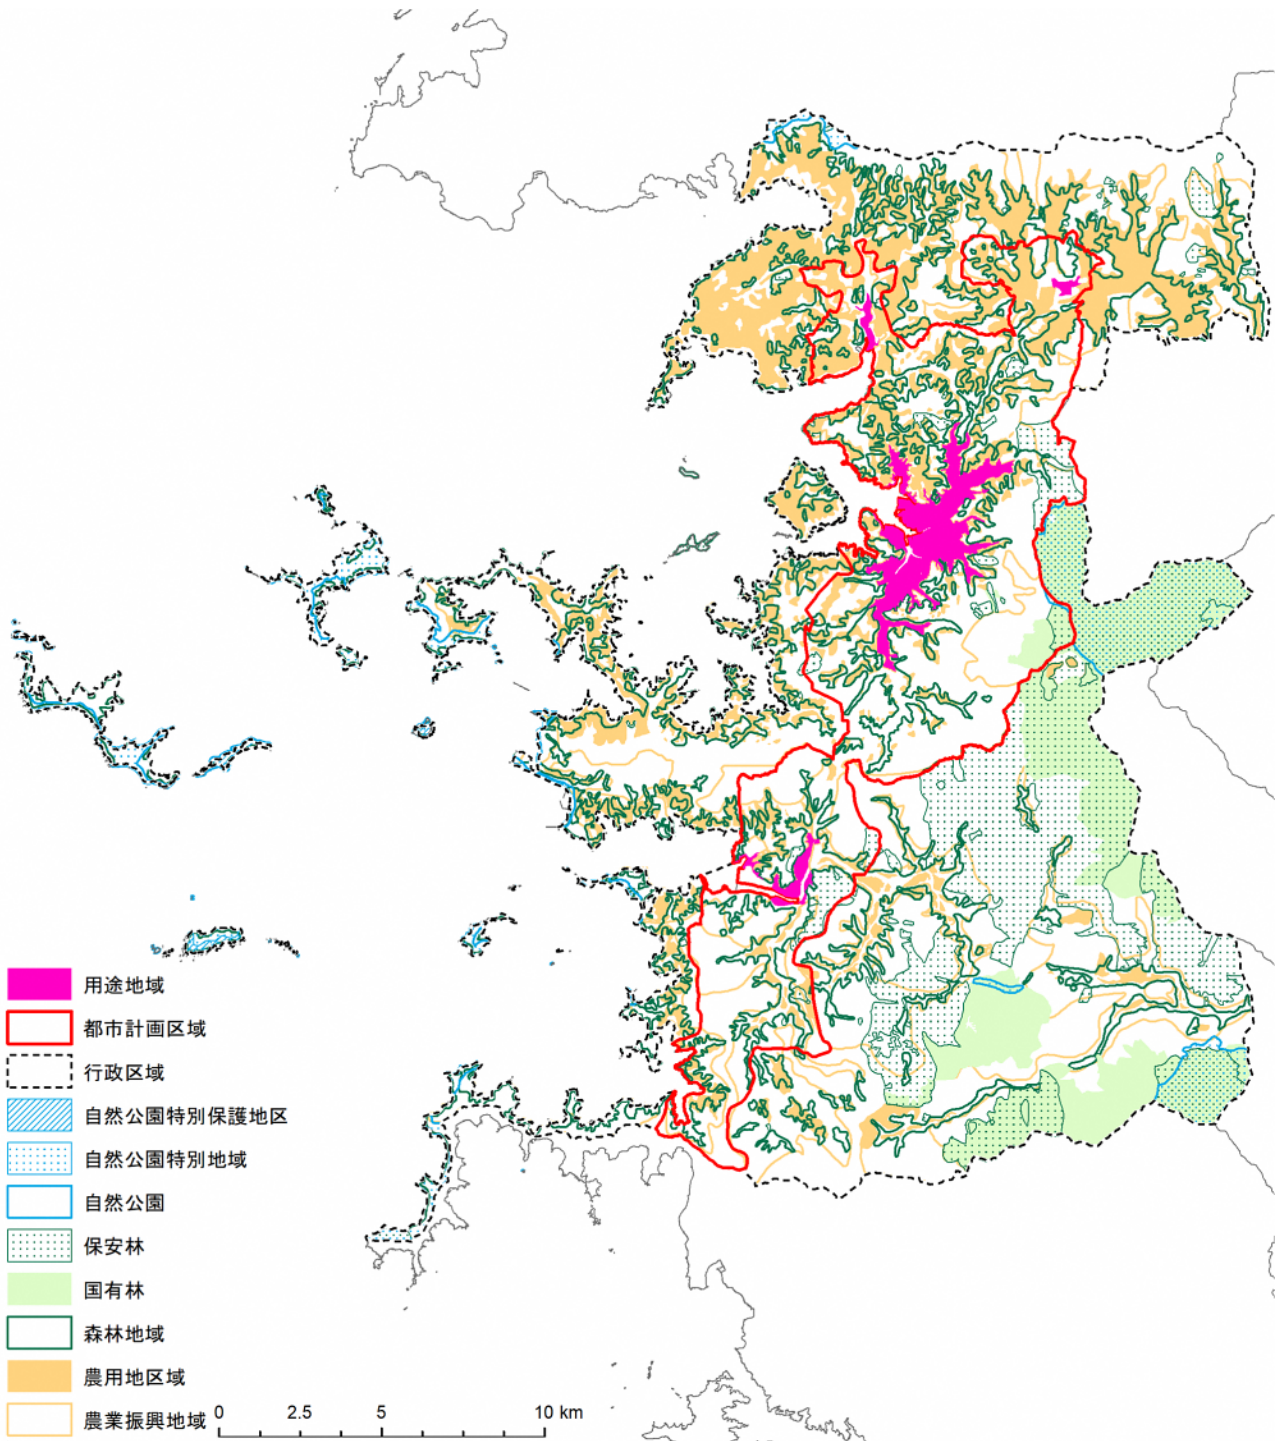 用途地域
都市計画区域
行政区域
自然公園特別保護地区
自然公園特別地域
自然公園
保安林
国有林
森林地域
農用地区域
農業振興地域
0 2.5 5 10 km